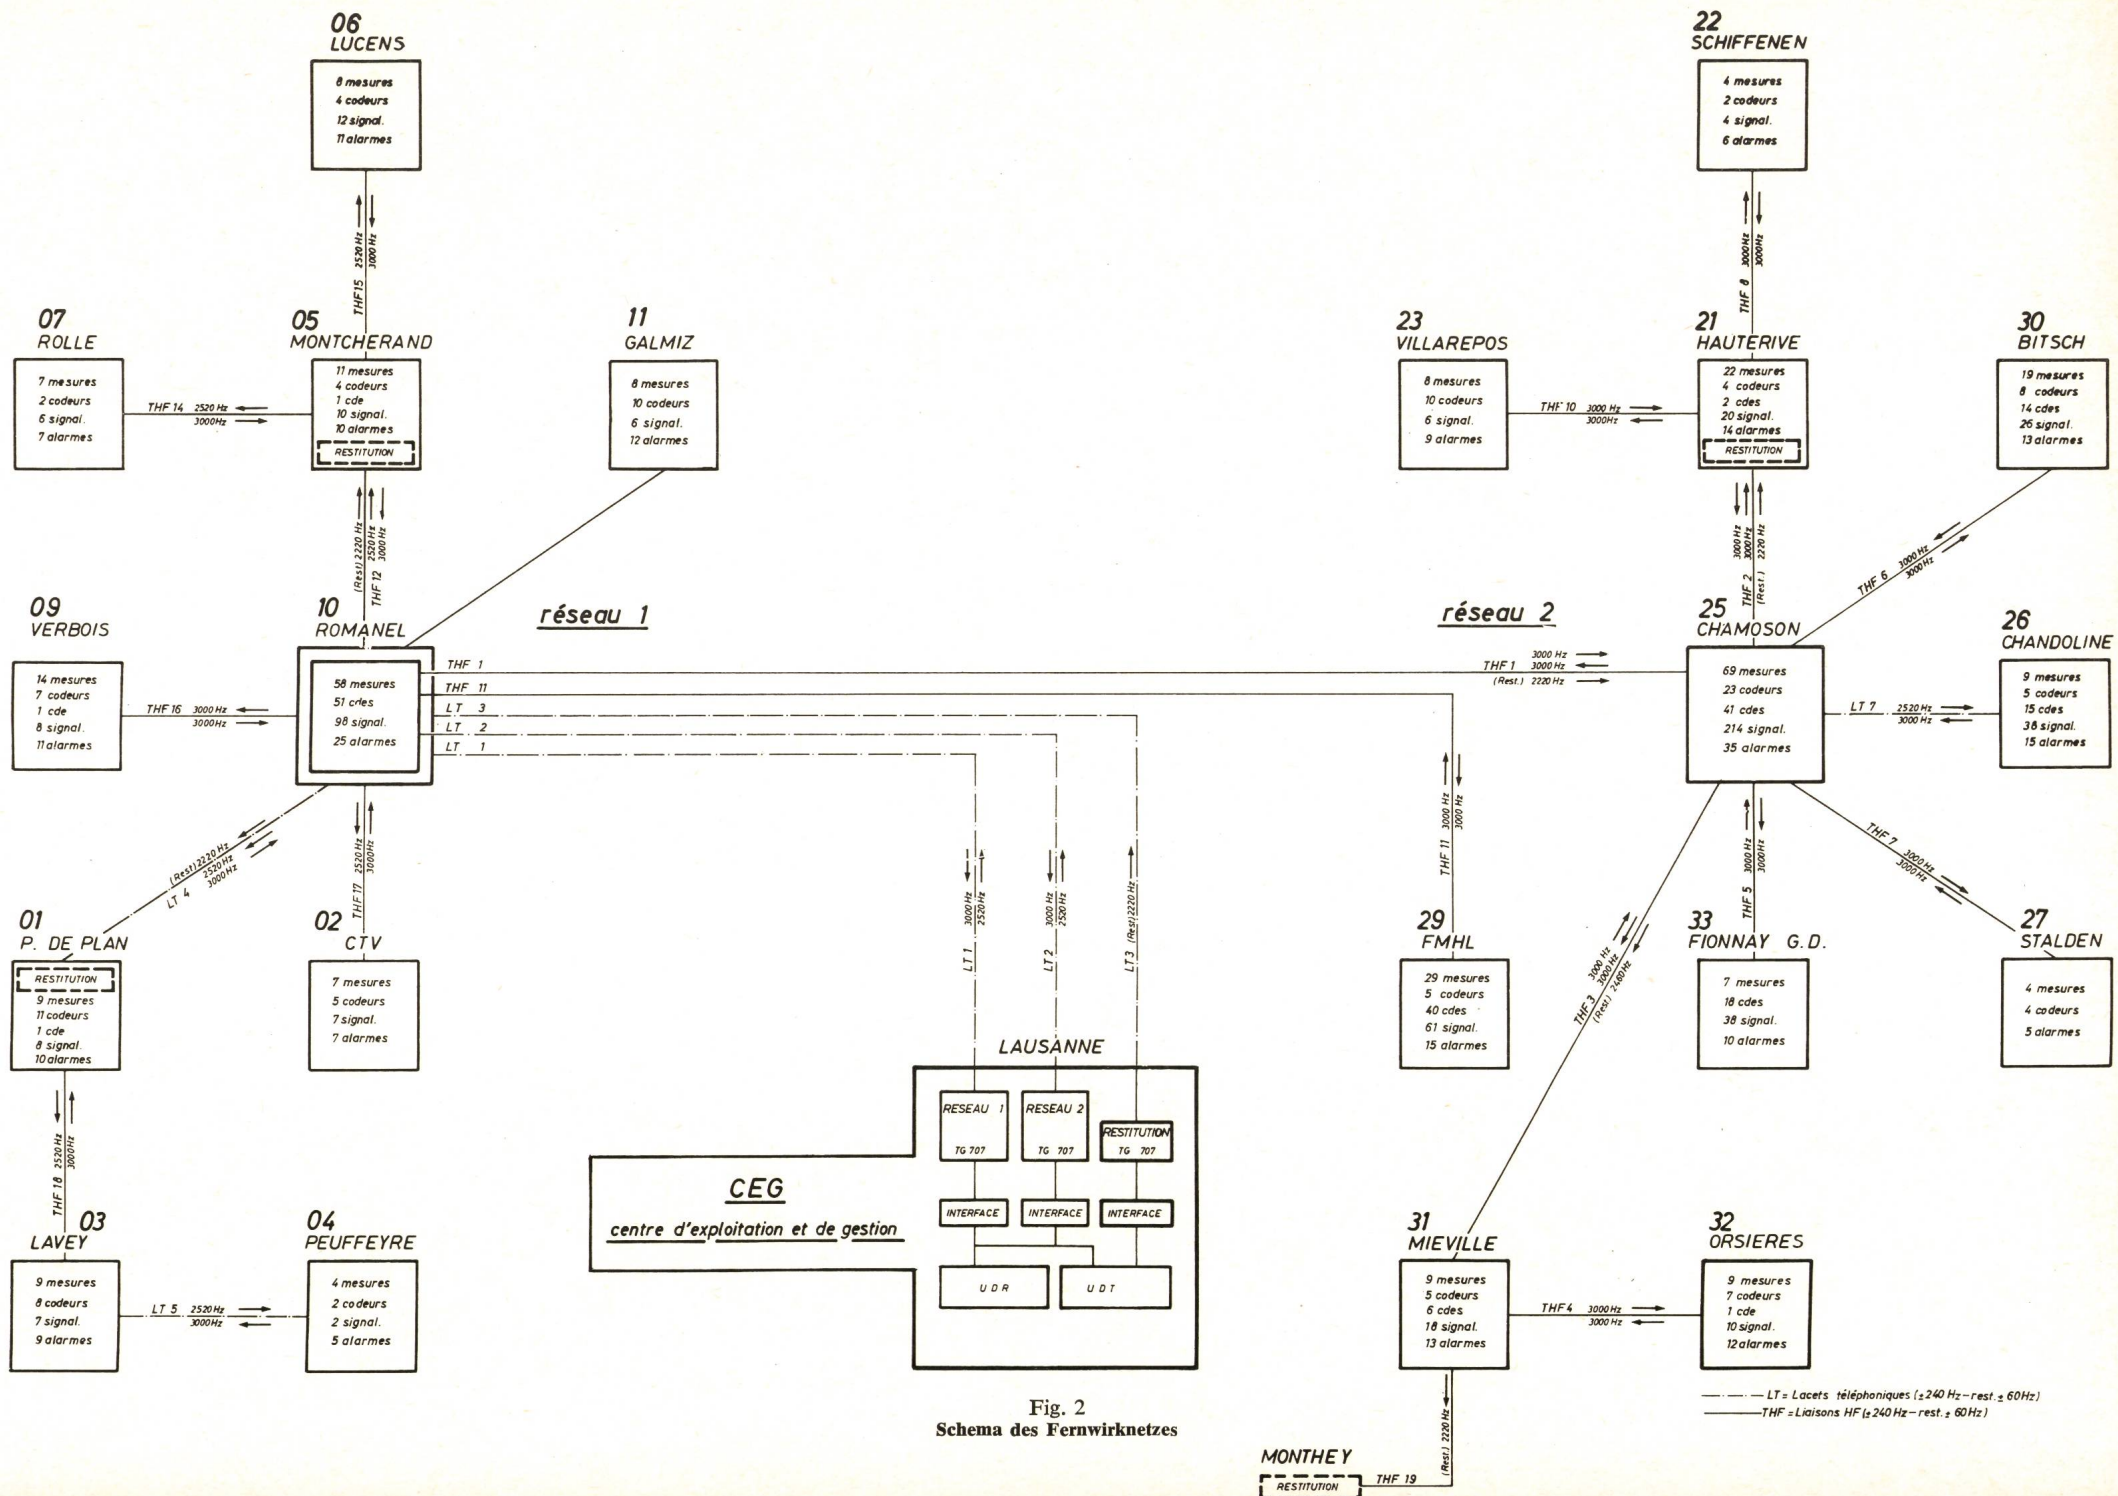 06
LUCENS
8 mesures
4 codeurs
12 signal.
11 alarmes
THF 15 2520 Hz
3000 Hz
07
ROLLE
7 mesures
2 codeurs
6 signal.
7 alarmes
THF 14 2520 Hz
3000 Hz
05
MONTCHERAND
11 mesures
4 codeurs
1 cde
10 signal.
10 alarmes
RESTITUTION
11
GALMIZ
8 mesures
10 codeurs
6 signal.
12 alarmes
(Rest) 2220 Hz
2520 Hz
3000 Hz
THF 12
09
VERBOIS
14 mesures
7 codeurs
1 cde
8 signal.
11 alarmes
THF 16 3000 Hz
3000 Hz
10
ROMANEL
58 mesures
51 cdes
98 signal.
25 alarmes
réseau 1
THF 1
THF 11
LT 3
LT 2
LT 1
(Rest) 2220 Hz
2520 Hz
LT 4 3000 Hz
THF 17 2520 Hz
3000 Hz
01
P. DE PLAN
RESTITUTION
9 mesures
11 codeurs
1 cde
8 signal.
10 alarmes
02
CTV
7 mesures
5 codeurs
7 signal.
7 alarmes
THF 18 2520 Hz
3000 Hz
03
LAVEY
9 mesures
8 codeurs
7 signal.
9 alarmes
LT 5 2520 Hz
3000 Hz
04
PEUFFEYRE
4 mesures
2 codeurs
2 signal.
5 alarmes
LT 1 3000 Hz
2520 Hz
LT 2 3000 Hz
2520 Hz
LT 3 (Rest) 2220 Hz
LAUSANNE
RESEAU 1
TG 707
RESEAU 2
TG 707
RESTITUTION
TG 707
INTERFACE
INTERFACE
INTERFACE
UDR
UDT
CEG
centre d'exploitation et de gestion
Fig. 2
Schema des Fernwirknetzes
22
SCHIFFENEN
4 mesures
2 codeurs
4 signal.
6 alarmes
THF 8 3000 Hz
3000 Hz
23
VILLAREPOS
8 mesures
10 codeurs
6 signal.
9 alarmes
THF 10 3000 Hz
3000 Hz
21
HAUTERIVE
22 mesures
4 codeurs
2 cdes
20 signal.
14 alarmes
RESTITUTION
30
BITSCH
19 mesures
8 codeurs
14 cdes
26 signal.
13 alarmes
3000 Hz
THF 2 3000 Hz
(Rest.) 2220 Hz
THF 6 3000 Hz
3000 Hz
réseau 2
3000 Hz
THF 1 3000 Hz
(Rest.) 2220 Hz
25
CHAMOSON
69 mesures
23 codeurs
41 cdes
214 signal.
35 alarmes
LT 7 2520 Hz
3000 Hz
26
CHANDOLINE
9 mesures
5 codeurs
15 cdes
38 signal.
15 alarmes
THF 11 3000 Hz
3000 Hz
THF 5 3000 Hz
3000 Hz
THF 7 3000 Hz
3000 Hz
3000 Hz
THF 3 3000 Hz
(Rest.) 2460 Hz
29
FMHL
29 mesures
5 codeurs
40 cdes
61 signal.
15 alarmes
33
FIONNAY G.D.
7 mesures
18 cdes
38 signal.
10 alarmes
27
STALDEN
4 mesures
4 codeurs
5 alarmes
31
MIEVILLE
9 mesures
5 codeurs
6 cdes
18 signal.
13 alarmes
THF 4 3000 Hz
3000 Hz
32
ORSIERES
9 mesures
7 codeurs
1 cde
10 signal.
12 alarmes
(Rest.) 2220 Hz
THF 19
MONTHEY
RESTITUTION
LT = Lacets téléphoniques (±240 Hz – rest. ± 60 Hz)
THF = Liaisons HF (±240 Hz – rest. ± 60 Hz)